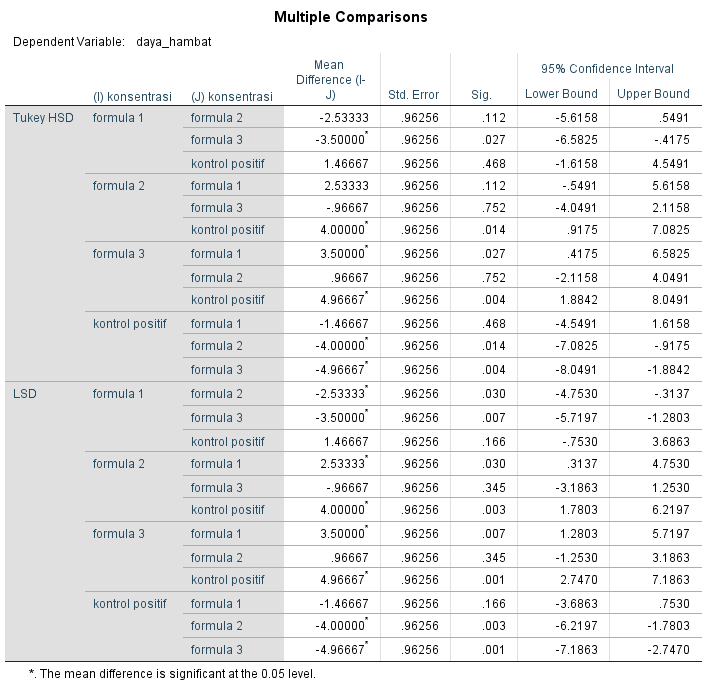 Multiple Comparisons
Dependent Variable: daya_hambat
(I) konsentrasi (J) konsentrasi Mean Difference (I-J) Std. Error Sig. 95% Confidence Interval Lower Bound Upper Bound
Tukey HSD formula 1 formula 2 -2.53333 .96256 .112 -5.6158 .5491
formula 3 -3.50000* .96256 .027 -6.5825 -.4175
kontrol positif 1.46667 .96256 .468 -1.6158 4.5491
formula 2 formula 1 2.53333 .96256 .112 -.5491 5.6158
formula 3 -.96667 .96256 .752 -4.0491 2.1158
kontrol positif 4.00000* .96256 .014 .9175 7.0825
formula 3 formula 1 3.50000* .96256 .027 .4175 6.5825
formula 2 .96667 .96256 .752 -2.1158 4.0491
kontrol positif 4.96667* .96256 .004 1.8842 8.0491
kontrol positif formula 1 -1.46667 .96256 .468 -4.5491 1.6158
formula 2 -4.00000* .96256 .014 -7.0825 -.9175
formula 3 -4.96667* .96256 .004 -8.0491 -1.8842
LSD formula 1 formula 2 -2.53333* .96256 .030 -4.7530 -.3137
formula 3 -3.50000* .96256 .007 -5.7197 -1.2803
kontrol positif 1.46667 .96256 .166 -.7530 3.6863
formula 2 formula 1 2.53333* .96256 .030 .3137 4.7530
formula 3 -.96667 .96256 .345 -3.1863 1.2530
kontrol positif 4.00000* .96256 .003 1.7803 6.2197
formula 3 formula 1 3.50000* .96256 .007 1.2803 5.7197
formula 2 .96667 .96256 .345 -1.2530 3.1863
kontrol positif 4.96667* .96256 .001 2.7470 7.1863
kontrol positif formula 1 -1.46667 .96256 .166 -3.6863 .7530
formula 2 -4.00000* .96256 .003 -6.2197 -1.7803
formula 3 -4.96667* .96256 .001 -7.1863 -2.7470
*. The mean difference is significant at the 0.05 level.